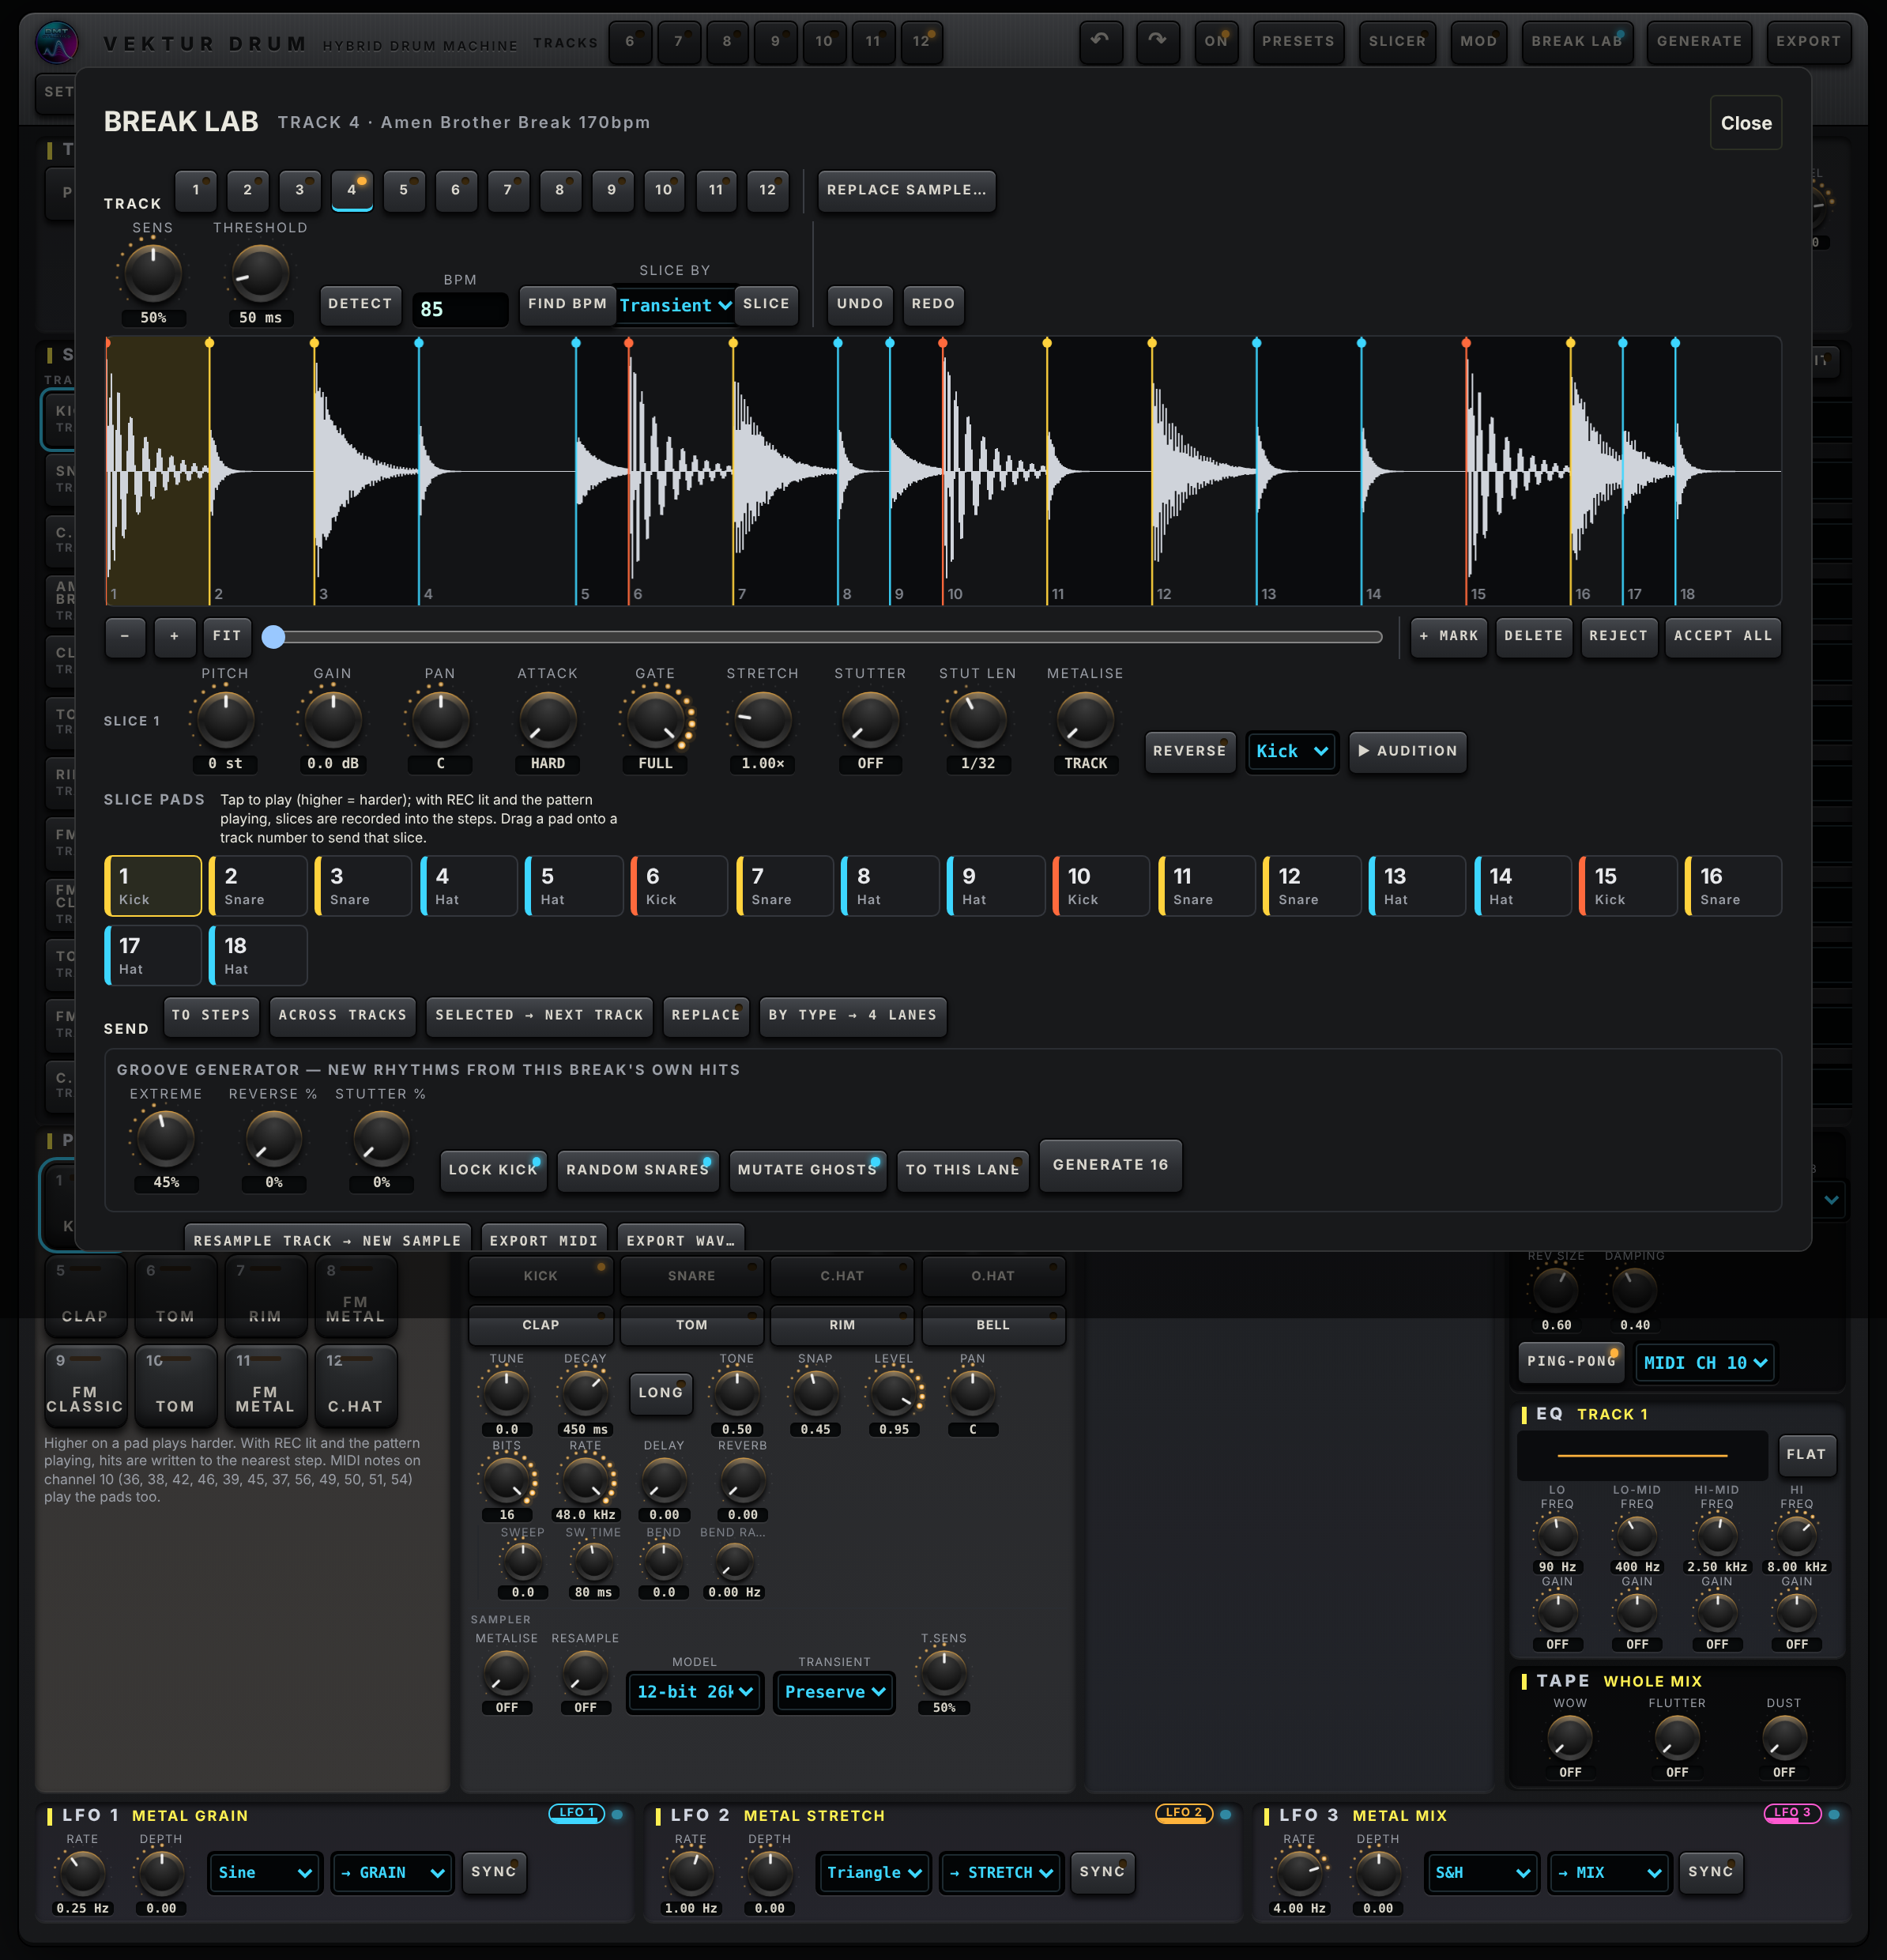 VEKTUR DRUM HYBRID DRUM MACHINE TRACKS 6 7 8 9 10 11 12 ↶ ↷ ON PRESETS SLICER MOD BREAK LAB GENERATE EXPORT
SET
BREAK LAB TRACK 4 · Amen Brother Break 170bpm Close
TRACK 1 2 3 4 5 6 7 8 9 10 11 12 REPLACE SAMPLE…
SENS THRESHOLD
BPM SLICE BY
DETECT 85 FIND BPM Transient SLICE UNDO REDO
50% 50 ms
1 2 3 4 5 6 7 8 9 10 11 12 13 14 15 16 17 18
− + FIT + MARK DELETE REJECT ACCEPT ALL
PITCH GAIN PAN ATTACK GATE STRETCH STUTTER STUT LEN METALISE
SLICE 1 REVERSE Kick ▶ AUDITION
0 st 0.0 dB C HARD FULL 1.00× OFF 1/32 TRACK
SLICE PADS Tap to play (higher = harder); with REC lit and the pattern
playing, slices are recorded into the steps. Drag a pad onto a
track number to send that slice.
1 2 3 4 5 6 7 8 9 10 11 12 13 14 15 16
Kick Snare Snare Hat Hat Kick Snare Hat Hat Kick Snare Snare Hat Hat Kick Snare
17 18
Hat Hat
SEND TO STEPS ACROSS TRACKS SELECTED → NEXT TRACK REPLACE BY TYPE → 4 LANES
GROOVE GENERATOR — NEW RHYTHMS FROM THIS BREAK'S OWN HITS
EXTREME REVERSE % STUTTER %
LOCK KICK RANDOM SNARES MUTATE GHOSTS TO THIS LANE GENERATE 16
45% 0% 0%
RESAMPLE TRACK → NEW SAMPLE EXPORT MIDI EXPORT WAV…
5 6 7 8
CLAP TOM RIM FM METAL
9 10 11 12
FM CLASSIC TOM FM METAL C.HAT
Higher on a pad plays harder. With REC lit and the pattern
playing, hits are written to the nearest step. MIDI notes on
channel 10 (36, 38, 42, 46, 39, 45, 37, 56, 49, 50, 51, 54)
play the pads too.
KICK SNARE C.HAT O.HAT
CLAP TOM RIM BELL
TUNE DECAY LONG TONE SNAP LEVEL PAN
0.0 450 ms 0.50 0.45 0.95 C
BITS RATE DELAY REVERB
16 48.0 kHz 0.00 0.00
SWEEP SW TIME BEND BEND RA…
0.0 80 ms 0.0 0.00 Hz
SAMPLER
METALISE RESAMPLE MODEL TRANSIENT T.SENS
12-bit 26 Preserve
OFF OFF 50%
REV SIZE DAMPING
0.60 0.40
PING-PONG MIDI CH 10
EQ TRACK 1
FLAT
LO FREQ LO-MID FREQ HI-MID FREQ HI FREQ
90 Hz 400 Hz 2.50 kHz 8.00 kHz
GAIN GAIN GAIN GAIN
OFF OFF OFF OFF
TAPE WHOLE MIX
WOW FLUTTER DUST
OFF OFF OFF
LFO 1 METAL GRAIN LFO 1 LFO 2 METAL STRETCH LFO 2 LFO 3 METAL MIX LFO 3
RATE DEPTH RATE DEPTH RATE DEPTH
Sine → GRAIN SYNC Triangle → STRETCH SYNC S&H → MIX SYNC
0.25 Hz 0.00 1.00 Hz 0.00 4.00 Hz 0.00